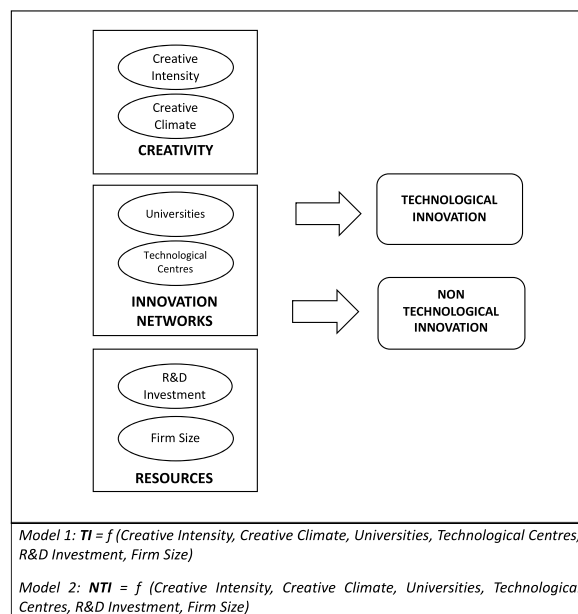 Creative
Intensity
Creative
Climate
CREATIVITY
Universities
Technological
Centres
INNOVATION
NETWORKS
R&D
Investment
Firm Size
RESOURCES
TECHNOLOGICAL
INNOVATION
NON
TECHNOLOGICAL
INNOVATION
Model 1: TI = f (Creative Intensity, Creative Climate, Universities, Technological Centres,
R&D Investment, Firm Size)
Model 2: NTI = f (Creative Intensity, Creative Climate, Universities, Technologica
Centres, R&D Investment, Firm Size)